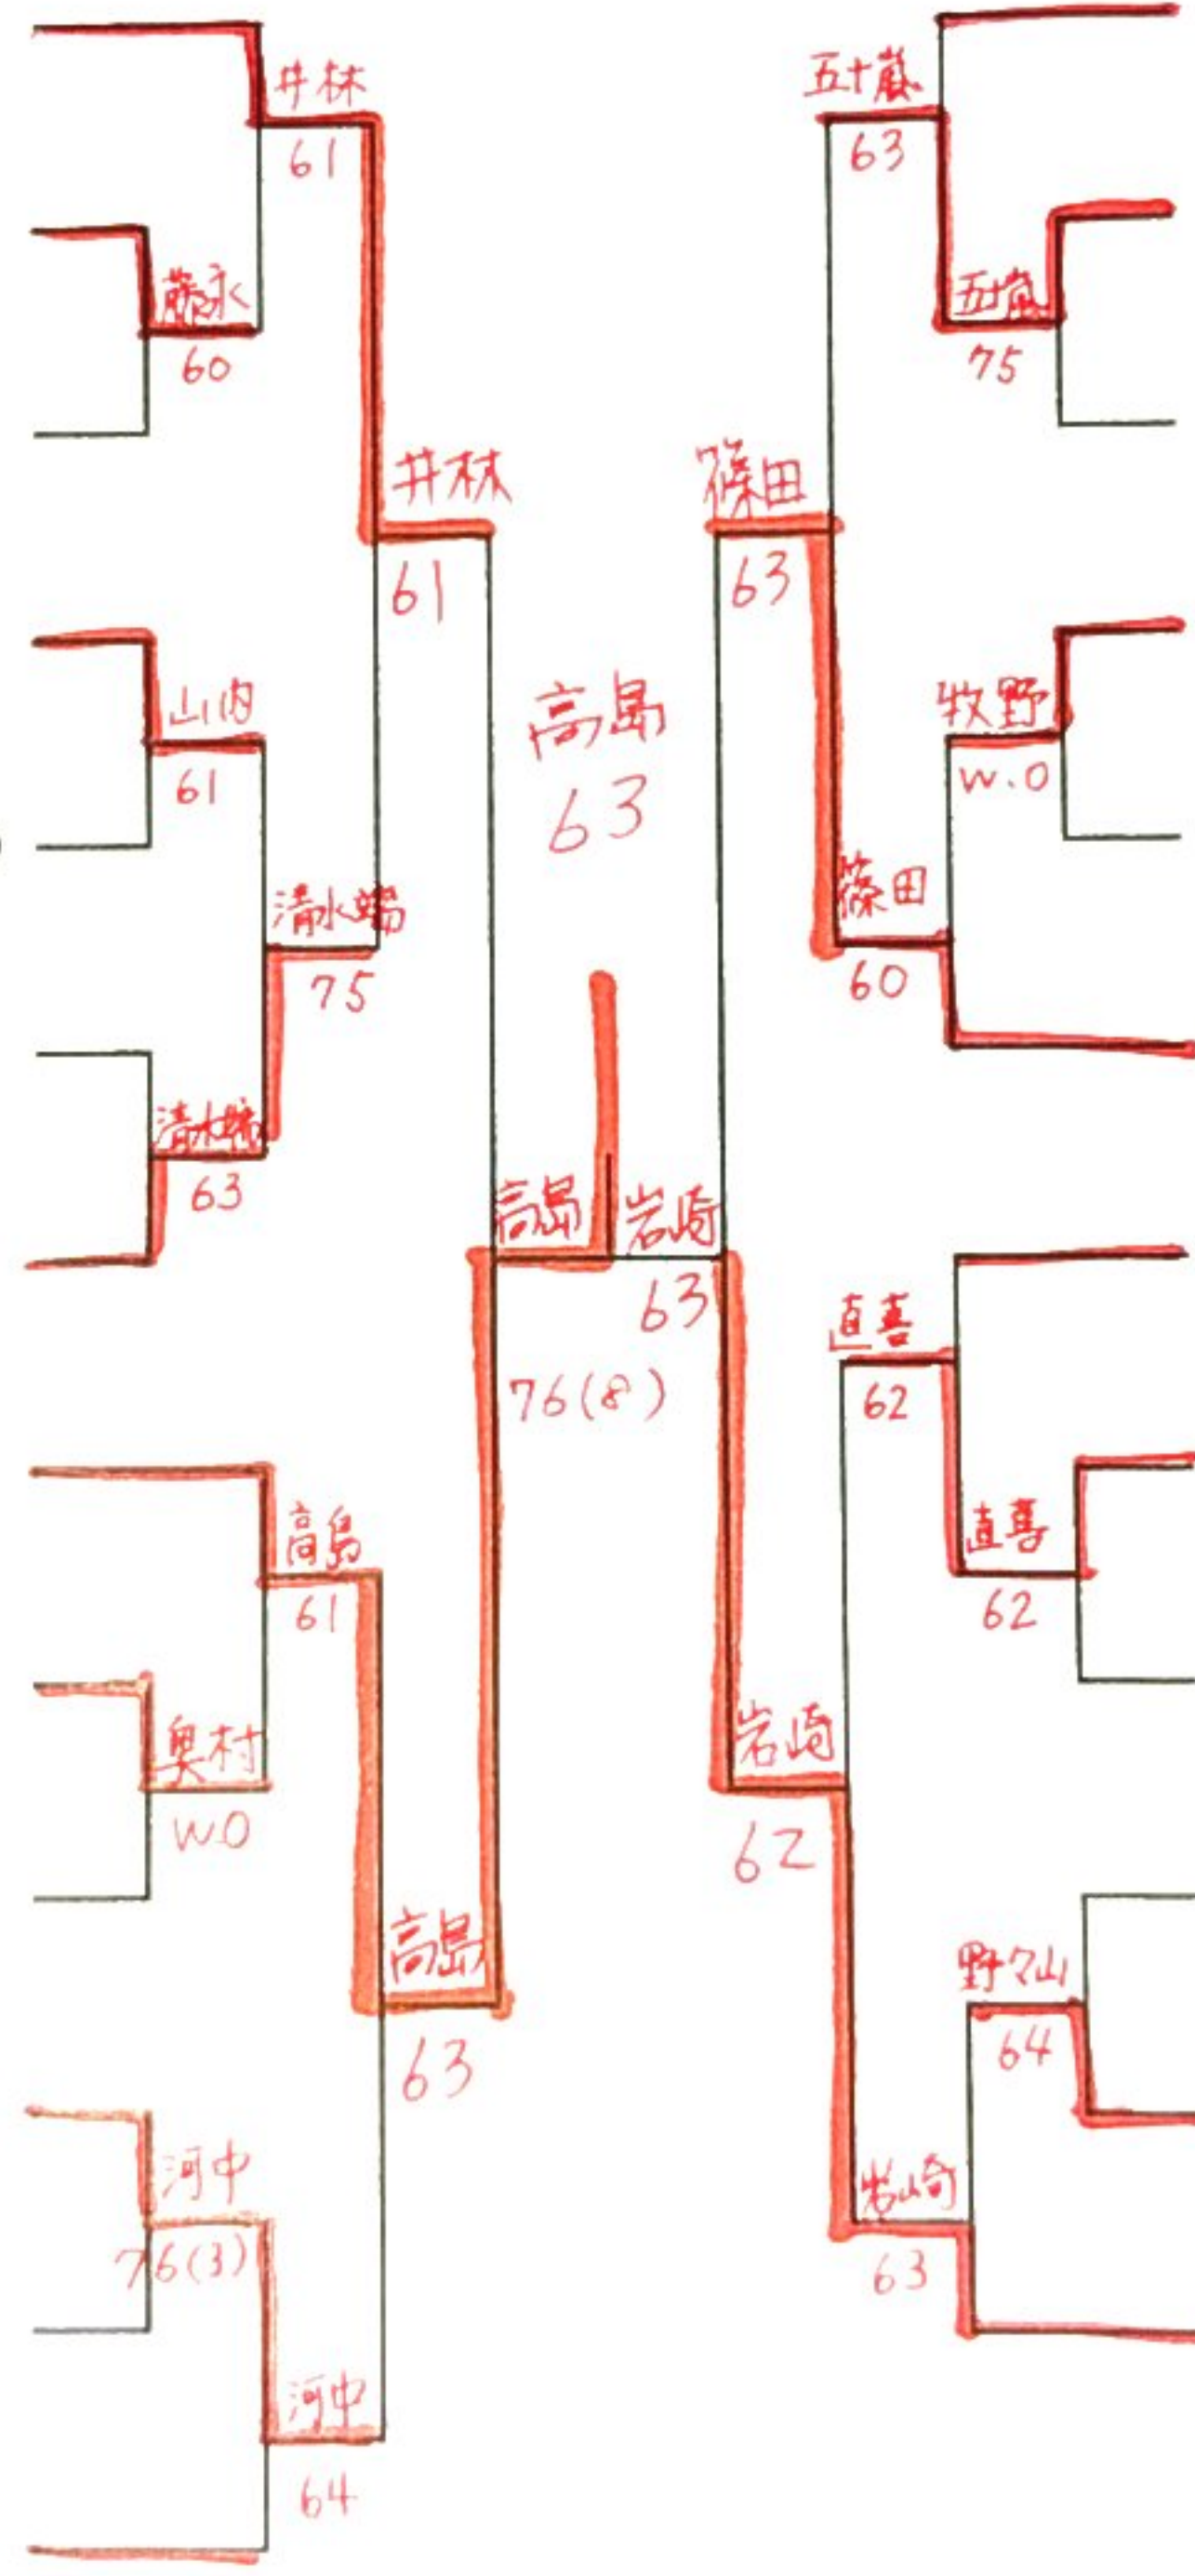 井林
61
藤永
60
井林
61
山内
61
清水端
75
清水端
63
高島
61
奥村
W.O
高島
63
河中
76(3)
河中
64
高島
63
高島
76(8)
岩崎
63
五十嵐
63
五十嵐
75
篠田
63
牧野
W.O
篠田
60
直喜
62
直喜
62
岩崎
62
野々山
64
岩崎
63